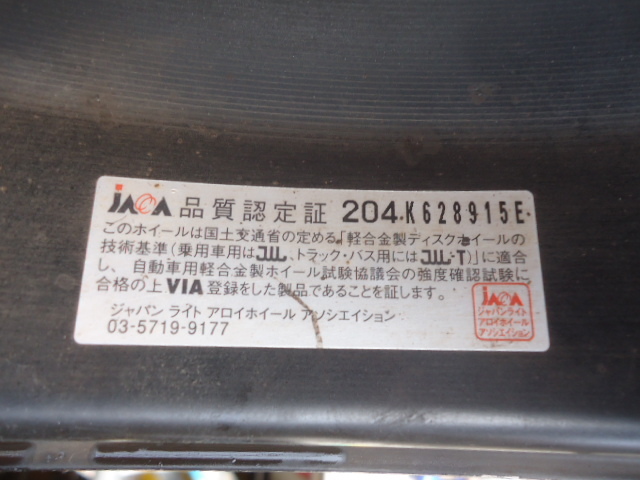 JAWA 品質認定証 204·K628915E·
このホイールは国土交通省の定める「軽合金製ディスクホイールの
技術基準（乗用車用はJWL、トラック・バス用にはJWL-T）」に適合
し、自動車用軽合金製ホイール試験協議会の強度確認試験に
合格の上VIA登録をした製品であることを証します。
ジャパン ライト アロイホイール アソシエイション
03-5719-9177
JAWA
ジャパンライト
アロイホイール
アソシエイション